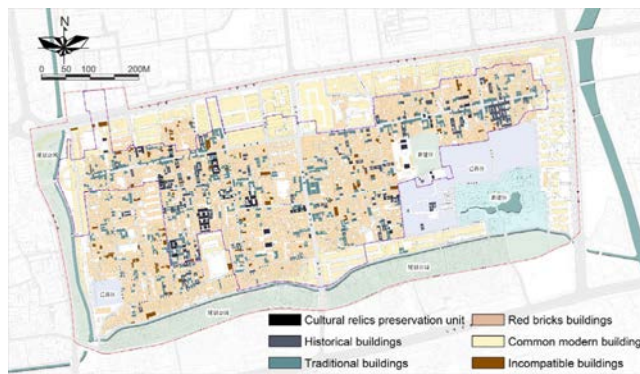 N
0 50 100 200M
Cultural relics preservation unit
Historical buildings
Traditional buildings
Red bricks buildings
Common modern building
Incompatible buildings